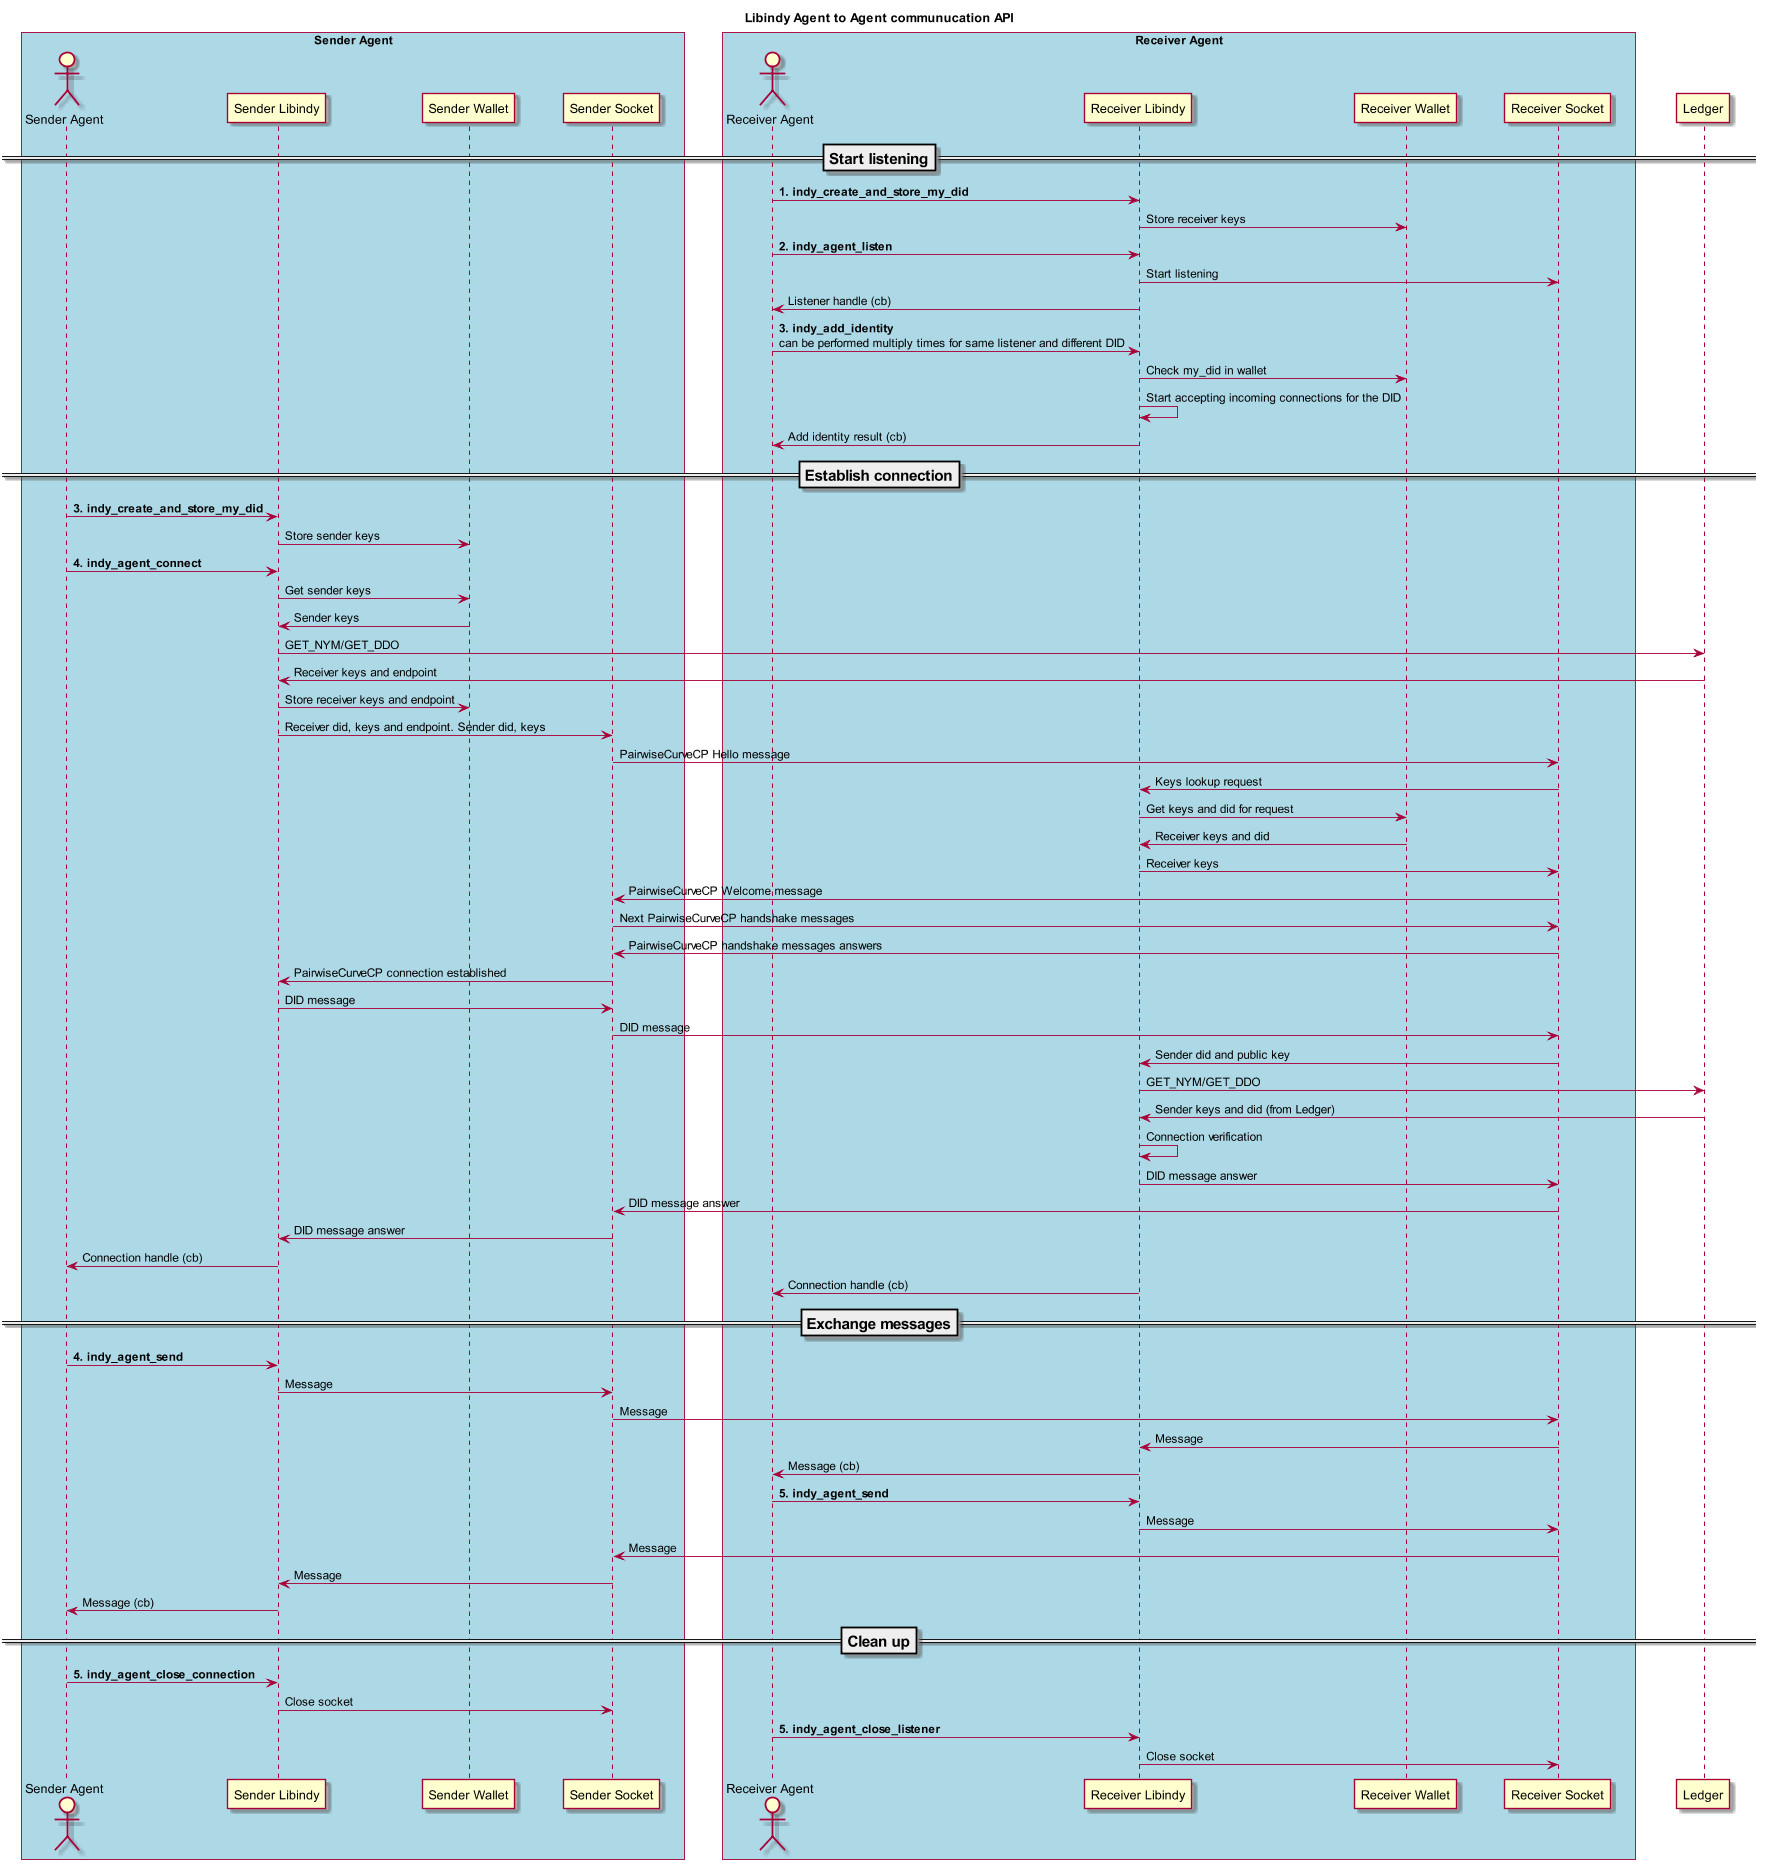 Libindy Agent to Agent communucation API
Sender Agent
Receiver Agent
Sender Agent
Sender Libindy
Sender Wallet
Sender Socket
Receiver Agent
Receiver Libindy
Receiver Wallet
Receiver Socket
Ledger
Start listening
1. indy_create_and_store_my_did
Store receiver keys
2. indy_agent_listen
Start listening
Listener handle (cb)
3. indy_add_identity
can be performed multiply times for same listener and different DID
Check my_did in wallet
Start accepting incoming connections for the DID
Add identity result (cb)
Establish connection
3. indy_create_and_store_my_did
Store sender keys
4. indy_agent_connect
Get sender keys
Sender keys
GET_NYM/GET_DDO
Receiver keys and endpoint
Store receiver keys and endpoint
Receiver did, keys and endpoint. Sender did, keys
PairwiseCurveCP Hello message
Keys lookup request
Get keys and did for request
Receiver keys and did
Receiver keys
PairwiseCurveCP Welcome message
Next PairwiseCurveCP handshake messages
PairwiseCurveCP handshake messages answers
PairwiseCurveCP connection established
DID message
DID message
Sender did and public key
GET_NYM/GET_DDO
Sender keys and did (from Ledger)
Connection verification
DID message answer
DID message answer
DID message answer
Connection handle (cb)
Connection handle (cb)
Exchange messages
4. indy_agent_send
Message
Message
Message
Message (cb)
5. indy_agent_send
Message
Message
Message
Message (cb)
Clean up
5. indy_agent_close_connection
Close socket
5. indy_agent_close_listener
Close socket
Sender Agent
Sender Libindy
Sender Wallet
Sender Socket
Receiver Agent
Receiver Libindy
Receiver Wallet
Receiver Socket
Ledger